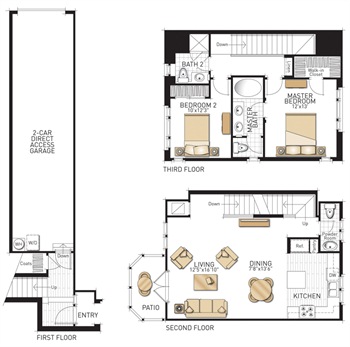 2-CAR
DIRECT
ACCESS
GARAGE
W/D
Coats
Down
Up
ENTRY
FIRST FLOOR
BATH 2
Down
Walk-in
Closet
BEDROOM 2
10'x12'3"
MASTER
BATH
MASTER
BEDROOM
12'x13'
THIRD FLOOR
Down
Up
Powder
Room
Ref.
LIVING
12'5"x16'10"
DINING
7'8"x13'6"
DW
KITCHEN
PATIO
SECOND FLOOR